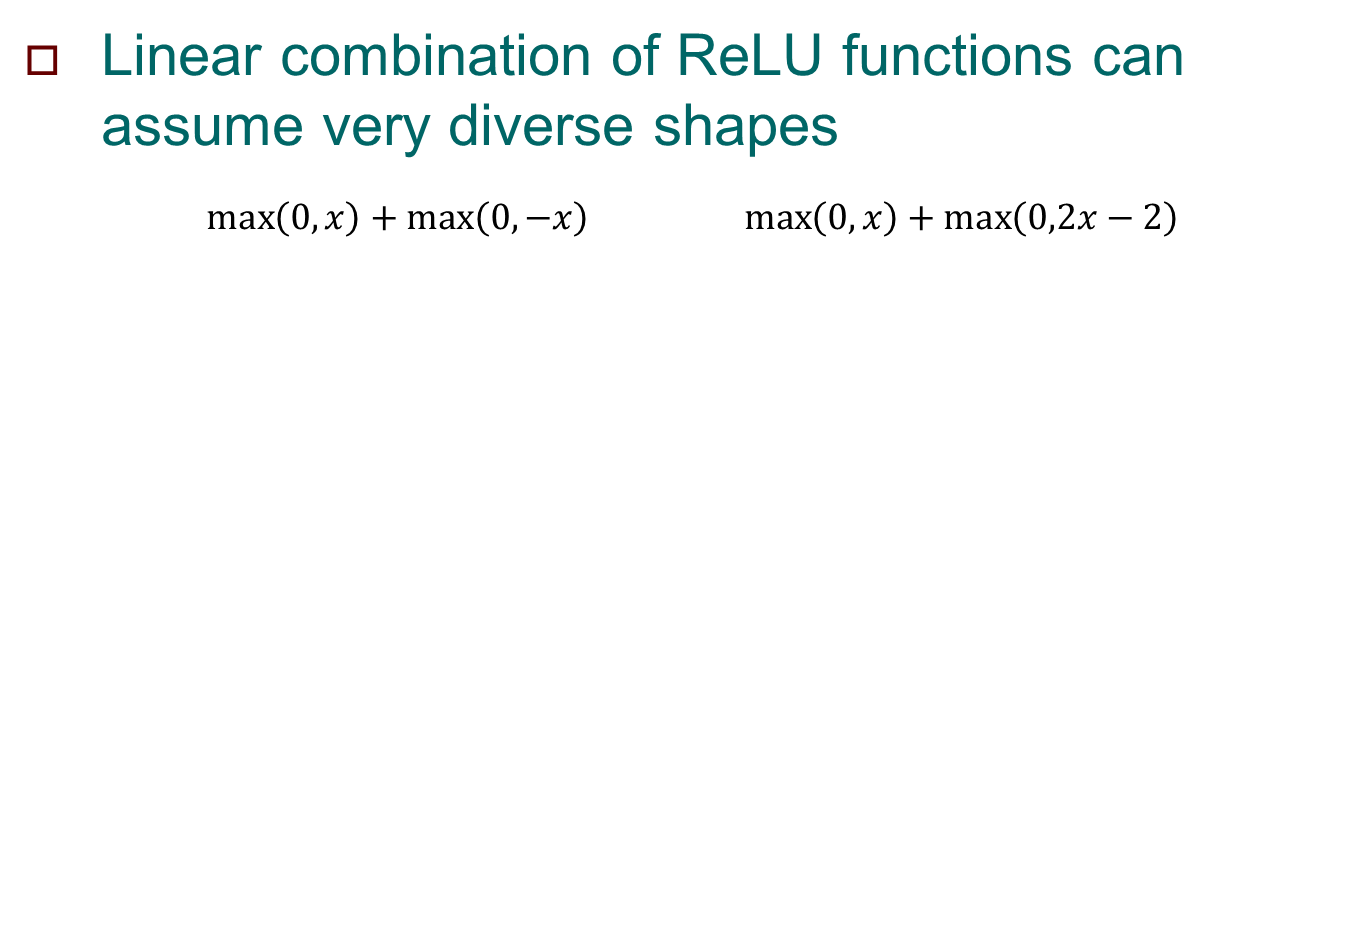 Linear combination of ReLU functions can
assume very diverse shapes
max(0, x) + max(0, −x)
max(0, x) + max(0,2x − 2)